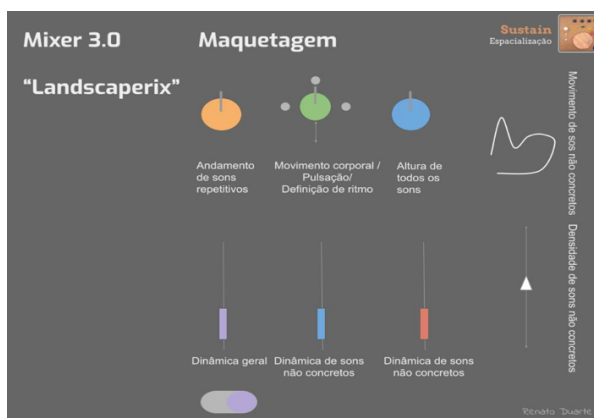 Mixer 3.0
Maquetagem
Sustain
Espacialização
“Landscaperix”
Andamento
de sons
repetitivos
Movimento corporal /
Pulsação/
Definição de ritmo
Altura de
todos os
sons
Movimento de sos não concretos
Densidade de sons não concretos
Dinâmica geral
Dinâmica de sons
não concretos
Dinâmica de sons
não concretos
Renato Duarte